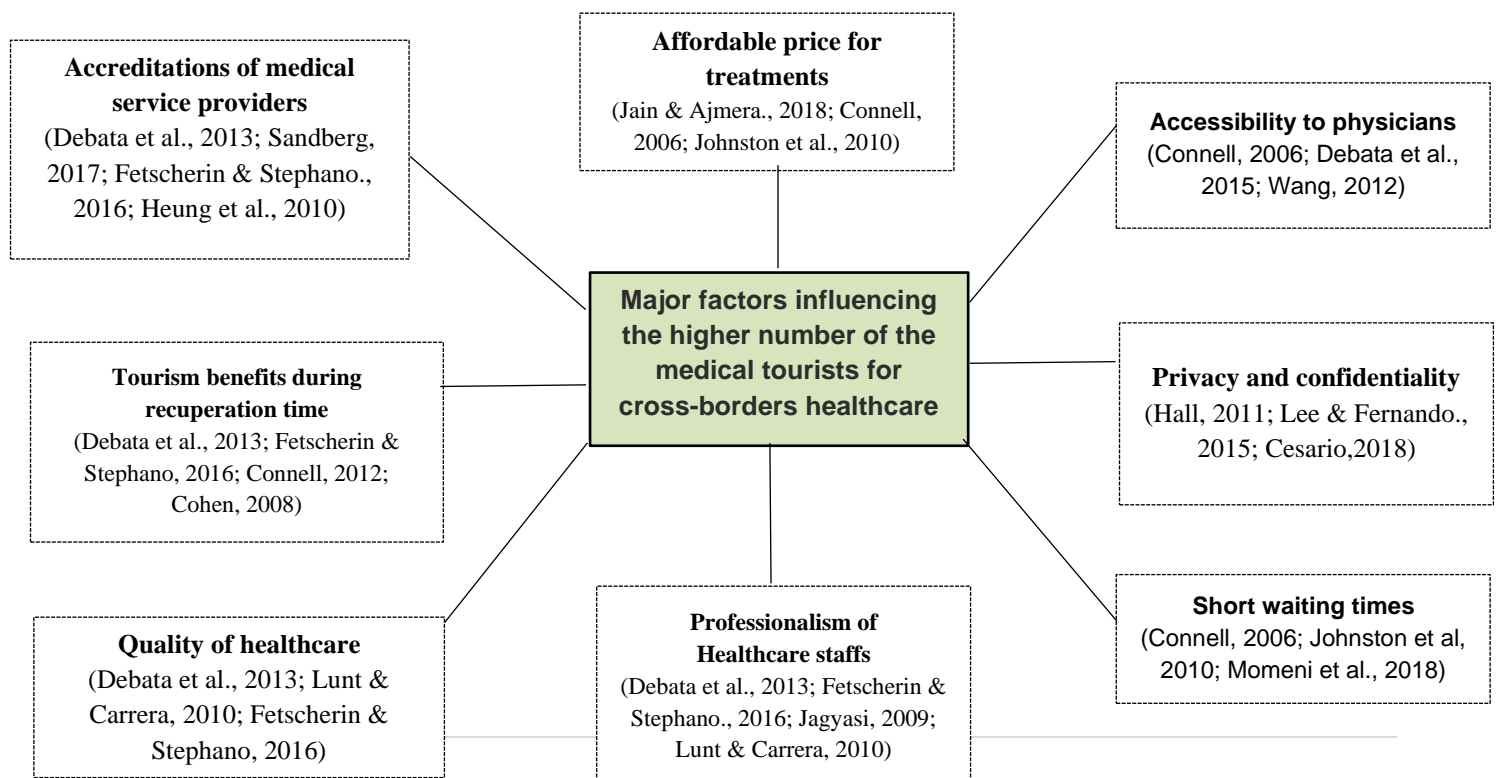 Accreditations of medical
service providers
(Debata et al., 2013; Sandberg,
2017; Fetscherin & Stephano.,
2016; Heung et al., 2010)
Affordable price for
treatments
(Jain & Ajmera., 2018; Connell,
2006; Johnston et al., 2010)
Accessibility to physicians
(Connell, 2006; Debata et al.,
2015; Wang, 2012)
Major factors influencing
the higher number of the
medical tourists for
cross-borders healthcare
Tourism benefits during
recuperation time
(Debata et al., 2013; Fetscherin &
Stephano, 2016; Connell, 2012;
Cohen, 2008)
Privacy and confidentiality
(Hall, 2011; Lee & Fernando.,
2015; Cesario,2018)
Quality of healthcare
(Debata et al., 2013; Lunt &
Carrera, 2010; Fetscherin &
Stephano, 2016)
Professionalism of
Healthcare staffs
(Debata et al., 2013; Fetscherin &
Stephano., 2016; Jagyasi, 2009;
Lunt & Carrera, 2010)
Short waiting times
(Connell, 2006; Johnston et al,
2010; Momeni et al., 2018)